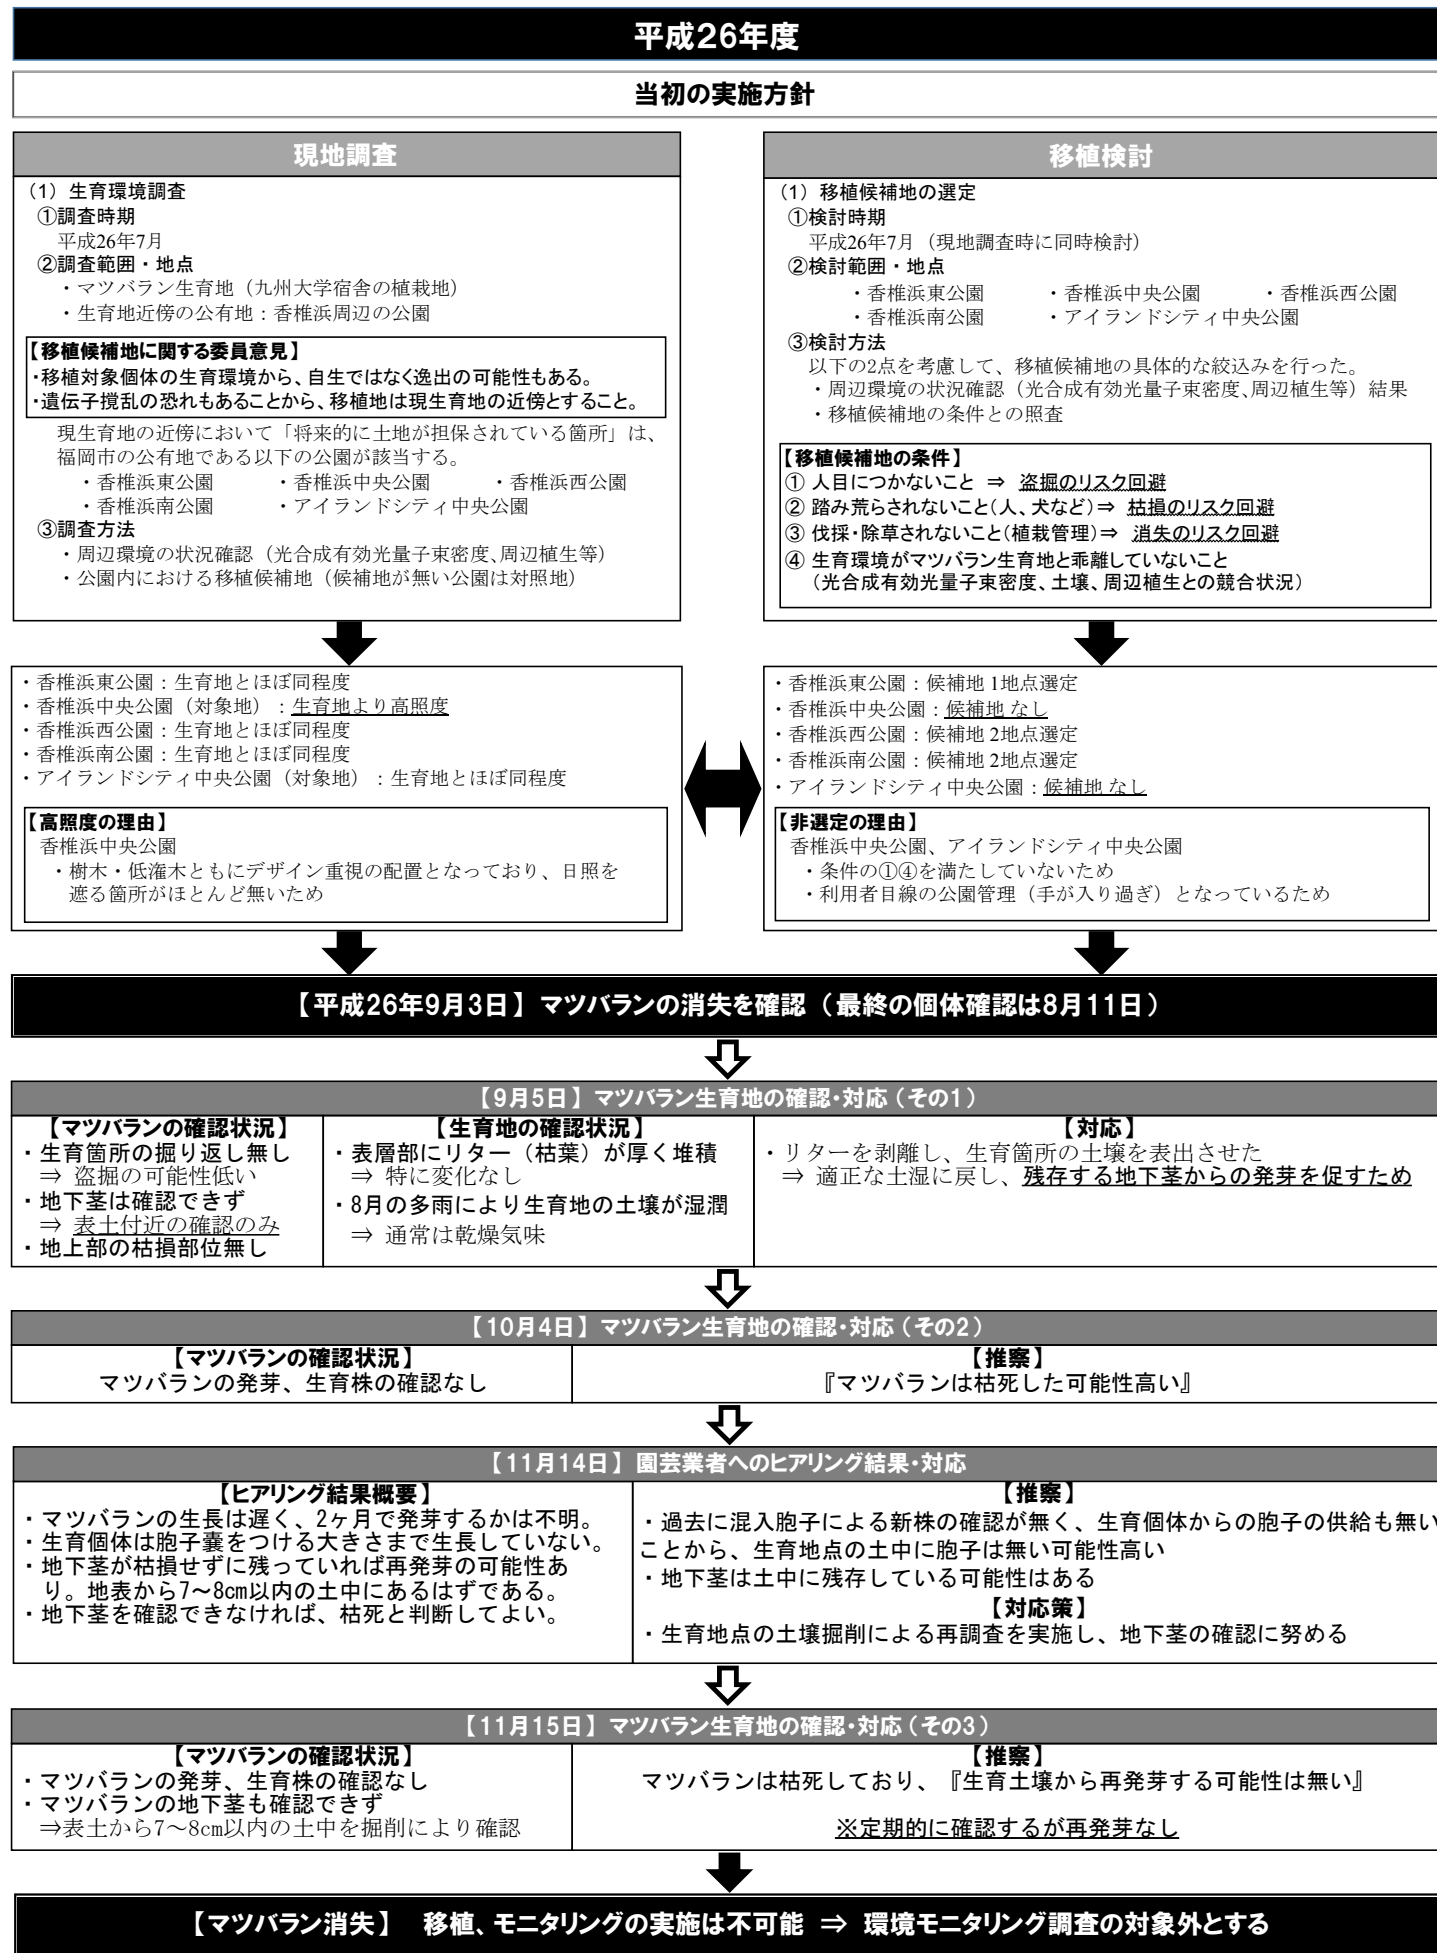 平成26年度
当初の実施方針
現地調査
(1) 生育環境調査
①調査時期
平成26年7月
②調査範囲・地点
・マツバラン生育地（九州大学宿舎の植栽地）
・生育地近傍の公有地：香椎浜周辺の公園
【移植候補地に関する委員意見】
・移植対象個体の生育環境から、自生ではなく逸出の可能性もある。
・遺伝子撹乱の恐れもあることから、移植地は現生育地の近傍とすること。
現生育地の近傍において「将来的に土地が担保されている箇所」は、
福岡市の公有地である以下の公園が該当する。
・香椎浜東公園　・香椎浜中央公園　・香椎浜西公園
・香椎浜南公園　・アイランドシティ中央公園
③調査方法
・周辺環境の状況確認（光合成有効光量子束密度、周辺植生等）
・公園内における移植候補地（候補地が無い公園は対照地）
移植検討
(1) 移植候補地の選定
①検討時期
平成26年7月（現地調査時に同時検討）
②検討範囲・地点
・香椎浜東公園　・香椎浜中央公園　・香椎浜西公園
・香椎浜南公園　・アイランドシティ中央公園
③検討方法
以下の2点を考慮して、移植候補地の具体的な絞込みを行った。
・周辺環境の状況確認（光合成有効光量子束密度、周辺植生等）結果
・移植候補地の条件との照査
【移植候補地の条件】
① 人目につかないこと ⇒ 盗掘のリスク回避
② 踏み荒らされないこと（人、犬など）⇒ 枯損のリスク回避
③ 伐採・除草されないこと（植栽管理）⇒ 消失のリスク回避
④ 生育環境がマツバラン生育地と乖離していないこと
（光合成有効光量子束密度、土壌、周辺植生との競合状況）
・香椎浜東公園：生育地とほぼ同程度
・香椎浜中央公園（対象地）：生育地より高照度
・香椎浜西公園：生育地とほぼ同程度
・香椎浜南公園：生育地とほぼ同程度
・アイランドシティ中央公園（対象地）：生育地とほぼ同程度
【高照度の理由】
香椎浜中央公園
・樹木・低潅木ともにデザイン重視の配置となっており、日照を
遮る箇所がほとんど無いため
・香椎浜東公園：候補地 1地点選定
・香椎浜中央公園：候補地 なし
・香椎浜西公園：候補地 2地点選定
・香椎浜南公園：候補地 2地点選定
・アイランドシティ中央公園：候補地 なし
【非選定の理由】
香椎浜中央公園、アイランドシティ中央公園
・条件の①④を満たしていないため
・利用者目線の公園管理（手が入り過ぎ）となっているため
【平成26年9月3日】マツバランの消失を確認（最終の個体確認は8月11日）
【9月5日】マツバラン生育地の確認・対応（その1）
【マツバランの確認状況】
・生育箇所の掘り返し無し
⇒ 盗掘の可能性低い
・地下茎は確認できず
⇒ 表土付近の確認のみ
・地上部の枯損部位無し
【生育地の確認状況】
・表層部にリター（枯葉）が厚く堆積
⇒ 特に変化なし
・8月の多雨により生育地の土壌が湿潤
⇒ 通常は乾燥気味
【対応】
・リターを剥離し、生育箇所の土壌を表出させた
⇒ 適正な土湿に戻し、残存する地下茎からの発芽を促すため
【10月4日】マツバラン生育地の確認・対応（その2）
【マツバランの確認状況】
マツバランの発芽、生育株の確認なし
【推察】
『マツバランは枯死した可能性高い』
【11月14日】園芸業者へのヒアリング結果・対応
【ヒアリング結果概要】
・マツバランの生長は遅く、2ヶ月で発芽するかは不明。
・生育個体は胞子嚢をつける大きさまで生長していない。
・地下茎が枯損せずに残っていれば再発芽の可能性あ
り。地表から7～8cm以内の土中にあるはずである。
・地下茎を確認できなければ、枯死と判断してよい。
【推察】
・過去に混入胞子による新株の確認が無く、生育個体からの胞子の供給も無い
ことから、生育地点の土中に胞子は無い可能性高い
・地下茎は土中に残存している可能性はある
【対応策】
・生育地点の土壌掘削による再調査を実施し、地下茎の確認に努める
【11月15日】マツバラン生育地の確認・対応（その3）
【マツバランの確認状況】
・マツバランの発芽、生育株の確認なし
・マツバランの地下茎も確認できず
⇒表土から7～8cm以内の土中を掘削により確認
【推察】
マツバランは枯死しており、『生育土壌から再発芽する可能性は無い』
※定期的に確認するが再発芽なし
【マツバラン消失】　移植、モニタリングの実施は不可能 ⇒ 環境モニタリング調査の対象外とする